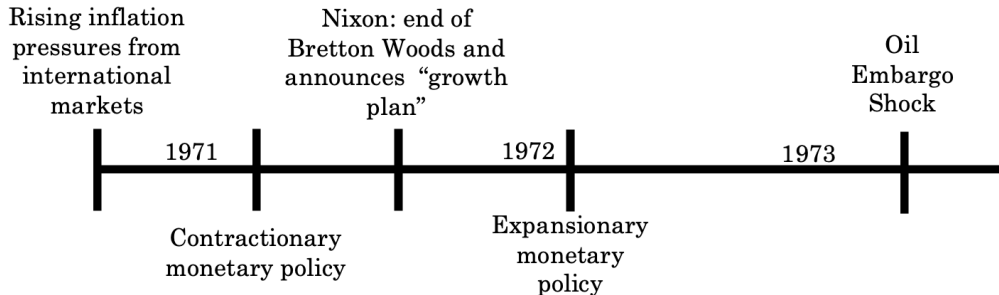 Rising inflation
pressures from
international
markets
Nixon: end of
Bretton Woods and
announces “growth
plan”
Oil
Embargo
Shock
1971
1972
1973
Contractionary
monetary policy
Expansionary
monetary
policy